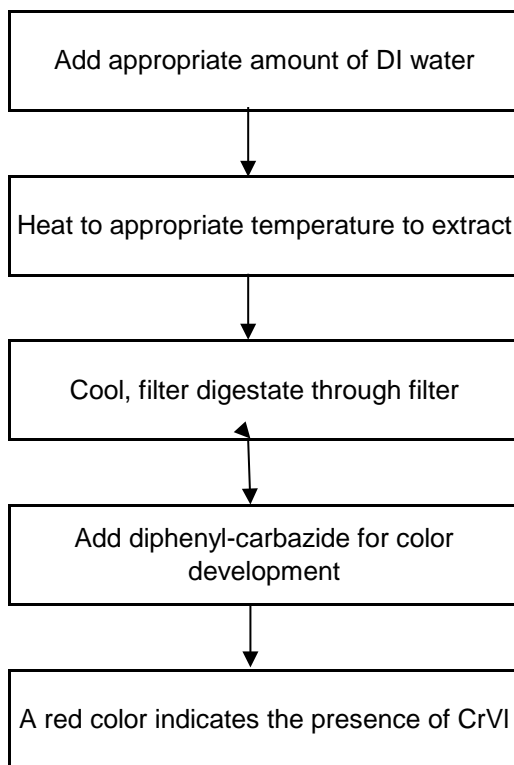 Add appropriate amount of DI water
Heat to appropriate temperature to extract
Cool, filter digestate through filter
Add diphenyl-carbazide for color
development
A red color indicates the presence of CrVI